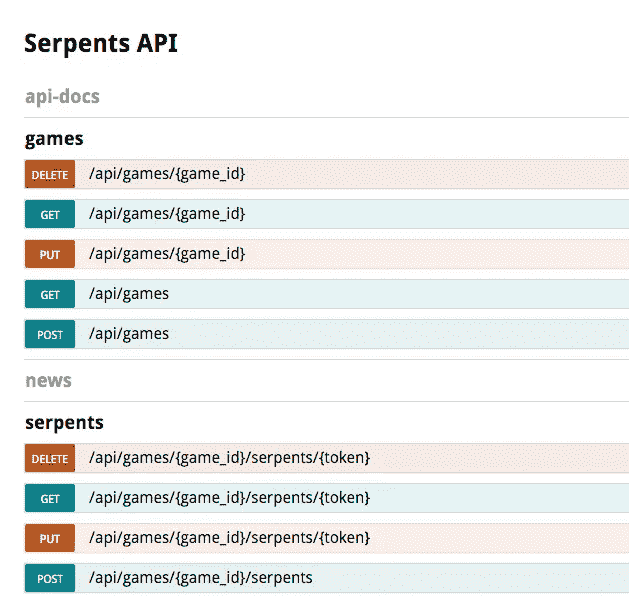 Serpents API
api-docs
games
DELETE /api/games/{game_id}
GET /api/games/{game_id}
PUT /api/games/{game_id}
GET /api/games
POST /api/games
news
serpents
DELETE /api/games/{game_id}/serpents/{token}
GET /api/games/{game_id}/serpents/{token}
PUT /api/games/{game_id}/serpents/{token}
POST /api/games/{game_id}/serpents